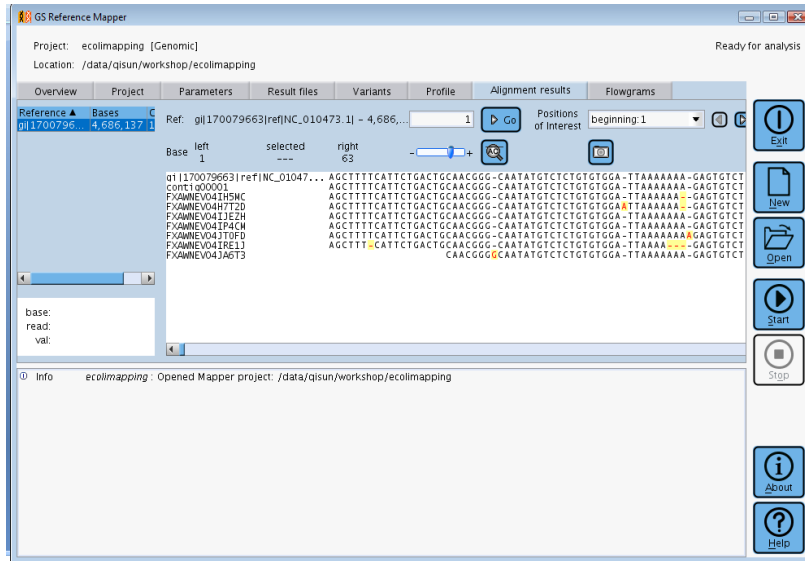 GS Reference Mapper
Project: ecolimapping [Genomic]
Ready for analysis
Location: /data/qisun/workshop/ecolimapping
Overview Project Parameters Result files Variants Profile Alignment results Flowgrams
Reference ▲ Bases C
gi|1700796... 4,686,137 1
Ref: gi|170079663|ref|NC_010473.1| - 4,686,... 1 Go Positions of Interest beginning: 1
Base left selected right
1 --- 63
- +
gi|170079663|ref|NC_01047... AGCTTTTCATTCTGACTGCAACGGG-CAATATGTCTCTGTGTGGA-TTAAAAAAA-GAGTGTCT
contig00001 AGCTTTTCATTCTGACTGCAACGGG-CAATATGTCTCTGTGTGGA-TTAAAAAAA-GAGTGTCT
FXAWNEV04IH5MC AGCTTTTCATTCTGACTGCAACGGG-CAATATGTCTCTGTGTGGA-TTAAAAAA--GAGTGTCT
FXAWNEV04H7T2D AGCTTTTCATTCTGACTGCAACGGG-CAATATGTCTCTGTGTGGAATTAAAAAA--GAGTGTCT
FXAWNEV04IJEZH AGCTTTTCATTCTGACTGCAACGGG-CAATATGTCTCTGTGTGGA-TTAAAAAAA-GAGTGTCT
FXAWNEV04IP4CM AGCTTTTCATTCTGACTGCAACGGG-CAATATGTCTCTGTGTGGA-TTAAAAAAA-GAGTGTCT
FXAWNEV04JT0FD AGCTTTTCATTCTGACTGCAACGGG-CAATATGTCTCTGTGTGGA-TTAAAAAAAAGAGTGTCT
FXAWNEV04IRE1J AGCTTT-CATTCTGACTGCAACGGG-CAATATGTCTCTGTGTGGA-TTAAAA----GAGTGTCT
FXAWNEV04JA6T3 CAACGGGGCAATATGTCTCTGTGTGGA-TTAAAAAAA-GAGTGTCT
base:
read:
val:
Info ecolimapping : Opened Mapper project: /data/qisun/workshop/ecolimapping
Exit
New
Open
Start
Stop
About
Help